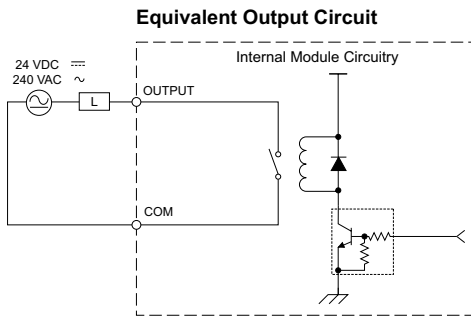 Equivalent Output Circuit
Internal Module Circuitry
24 VDC ⎓
240 VAC ∿
L
OUTPUT
COM